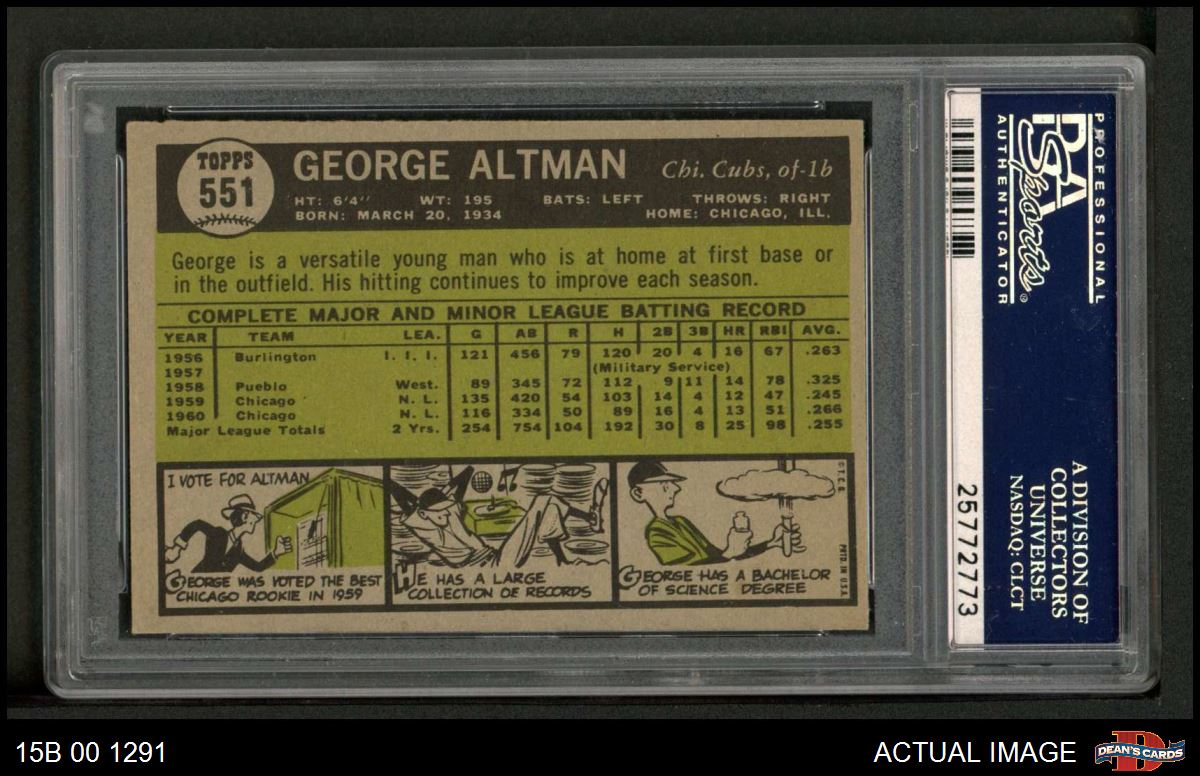 TOPPS
551
GEORGE ALTMAN Chi. Cubs, of-1b
HT: 6'4" WT: 195 BATS: LEFT THROWS: RIGHT
BORN: MARCH 20, 1934 HOME: CHICAGO, ILL.
George is a versatile young man who is at home at first base or
in the outfield. His hitting continues to improve each season.
COMPLETE MAJOR AND MINOR LEAGUE BATTING RECORD
YEAR TEAM LEA. G AB R H 2B 3B HR RBI AVG.
1956 Burlington I. I. I. 121 456 79 120 20 4 16 67 .263
1957 (Military Service)
1958 Pueblo West. 89 345 72 112 9 11 14 78 .325
1959 Chicago N. L. 135 420 54 103 14 4 12 47 .245
1960 Chicago N. L. 116 334 50 89 16 4 13 51 .266
Major League Totals 2 Yrs. 254 754 104 192 30 8 25 98 .255
I VOTE FOR ALTMAN
GEORGE WAS VOTED THE BEST
CHICAGO ROOKIE IN 1959
HE HAS A LARGE
COLLECTION OF RECORDS
GEORGE HAS A BACHELOR
OF SCIENCE DEGREE
© T.C.G.
PRTD. IN U.S.A.
PROFESSIONAL
PSA
Sports®
AUTHENTICATOR
A DIVISION OF
COLLECTORS
UNIVERSE
NASDAQ: CLCT
25772773
15B 00 1291
ACTUAL IMAGE
DEAN'S CARDS